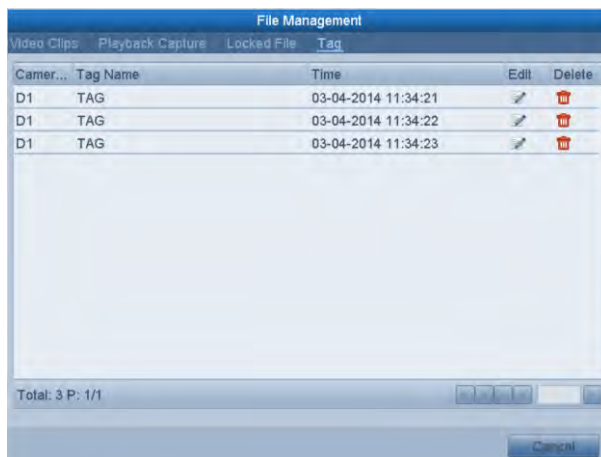 File Management
Video Clips Playback Capture Locked File Tag
Camer... Tag Name Time Edit Delete
D1 TAG 03-04-2014 11:34:21
D1 TAG 03-04-2014 11:34:22
D1 TAG 03-04-2014 11:34:23
Total: 3 P: 1/1
Cancel